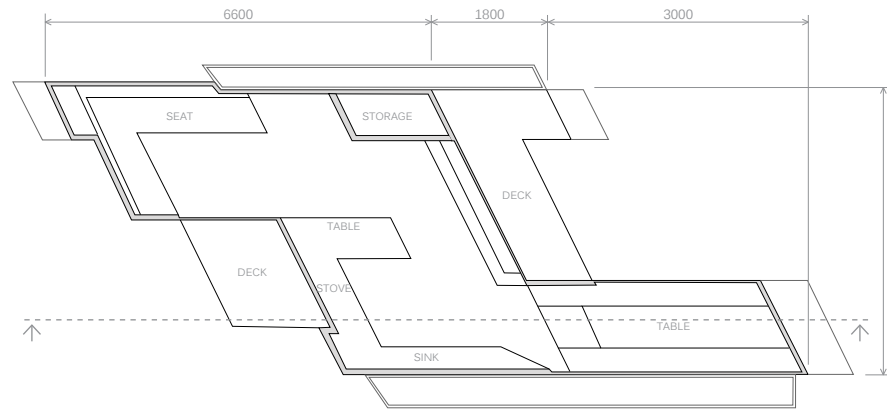 6600 1800 3000
SEAT STORAGE
DECK
TABLE
DECK
STOVE
TABLE
SINK